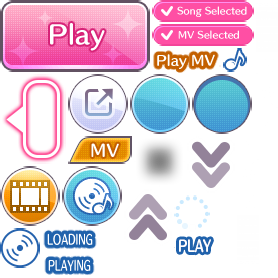 Play
Song Selected
MV Selected
Play MV
MV
LOADING
PLAYING
PLAY